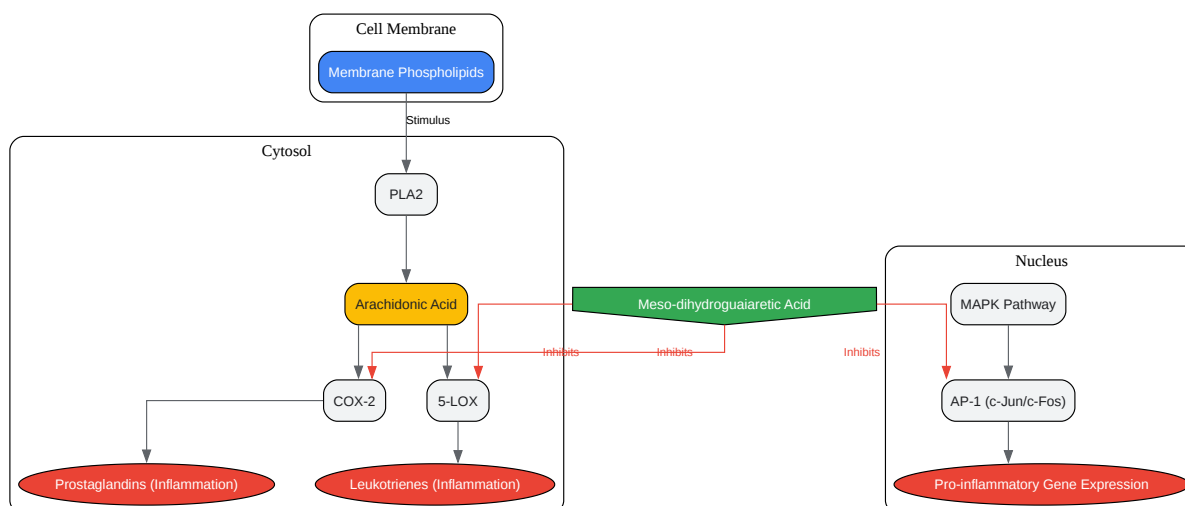 Cell Membrane
Membrane Phospholipids
Stimulus
Cytosol
PLA2
Nucleus
Arachidonic Acid
Meso-dihydroguaiaretic Acid
MAPK Pathway
Inhibits
Inhibits
Inhibits
COX-2
5-LOX
AP-1 (c-Jun/c-Fos)
Prostaglandins (Inflammation)
Leukotrienes (Inflammation)
Pro-inflammatory Gene Expression